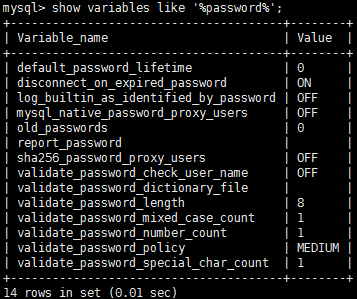 mysql> show variables like '%password%';
+---------------------------------------+--------+
| Variable_name                         | Value  |
+---------------------------------------+--------+
| default_password_lifetime             | 0      |
| disconnect_on_expired_password        | ON     |
| log_builtin_as_identified_by_password | OFF    |
| mysql_native_password_proxy_users     | OFF    |
| old_passwords                         | 0      |
| report_password                       |        |
| sha256_password_proxy_users           | OFF    |
| validate_password_check_user_name     | OFF    |
| validate_password_dictionary_file     |        |
| validate_password_length              | 8      |
| validate_password_mixed_case_count    | 1      |
| validate_password_number_count        | 1      |
| validate_password_policy              | MEDIUM |
| validate_password_special_char_count  | 1      |
+---------------------------------------+--------+
14 rows in set (0.01 sec)